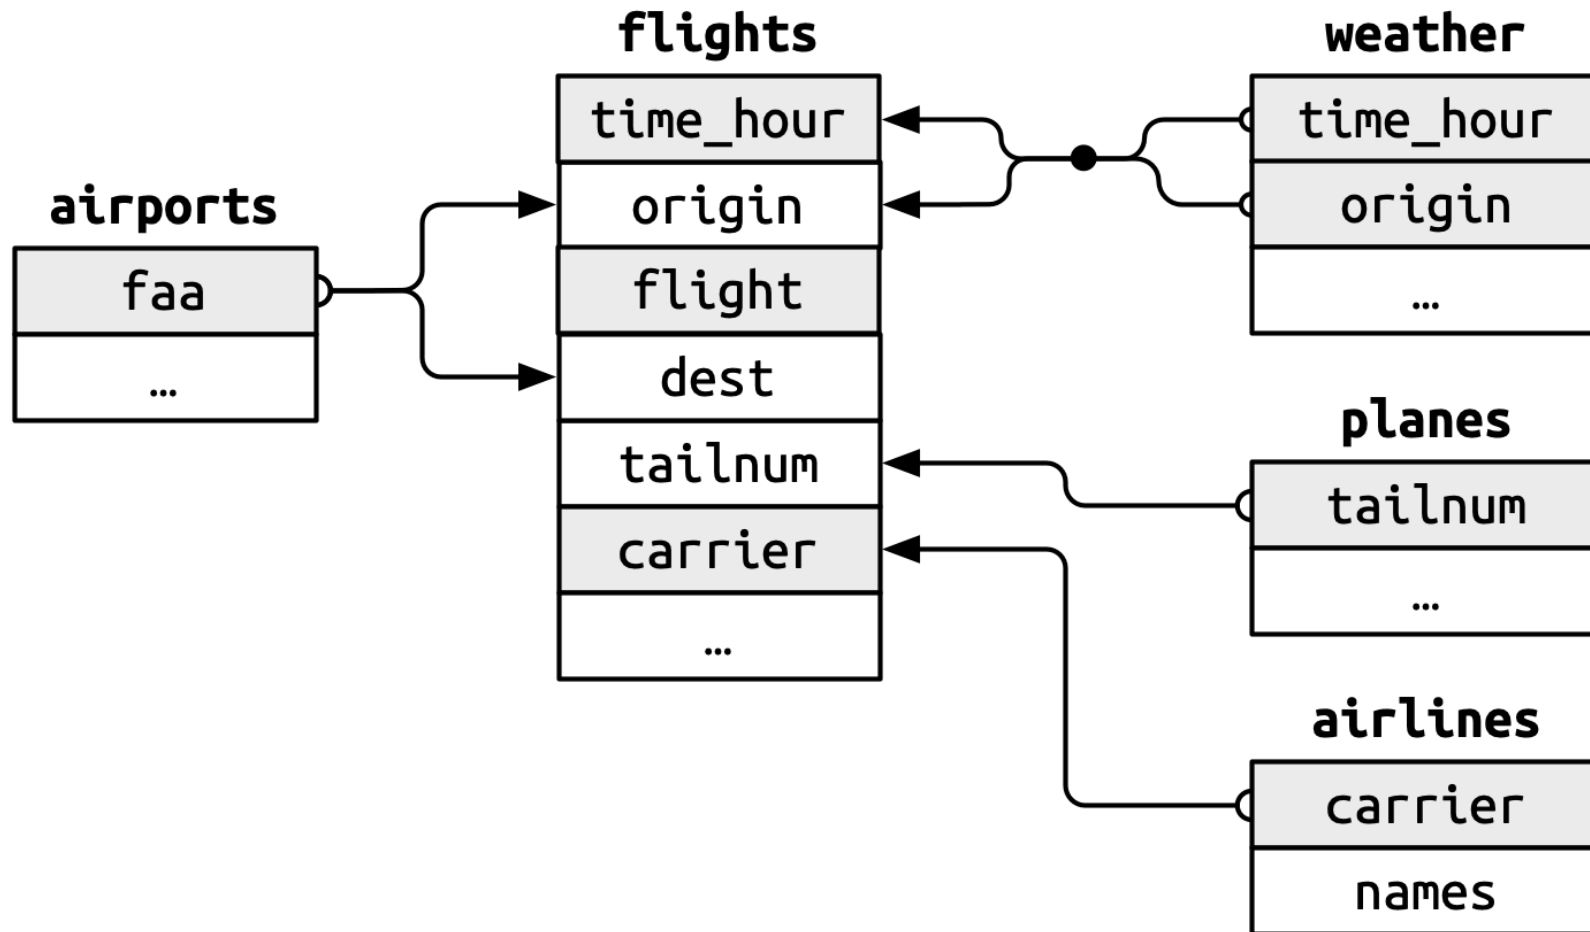 airports
faa
…
flights
time_hour
origin
flight
dest
tailnum
carrier
…
weather
time_hour
origin
…
planes
tailnum
…
airlines
carrier
names